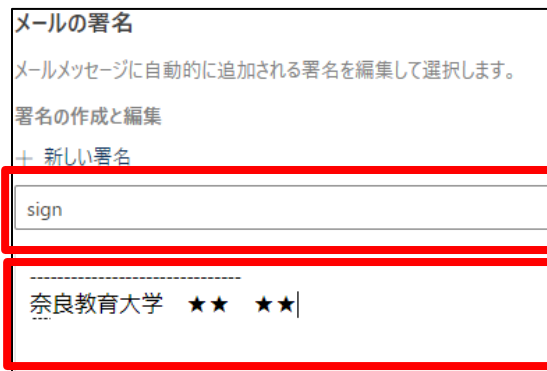 メールの署名
メールメッセージに自動的に追加される署名を編集して選択します。
署名の作成と編集
＋ 新しい署名
sign
-------------------------------
奈良教育大学　★★　★★